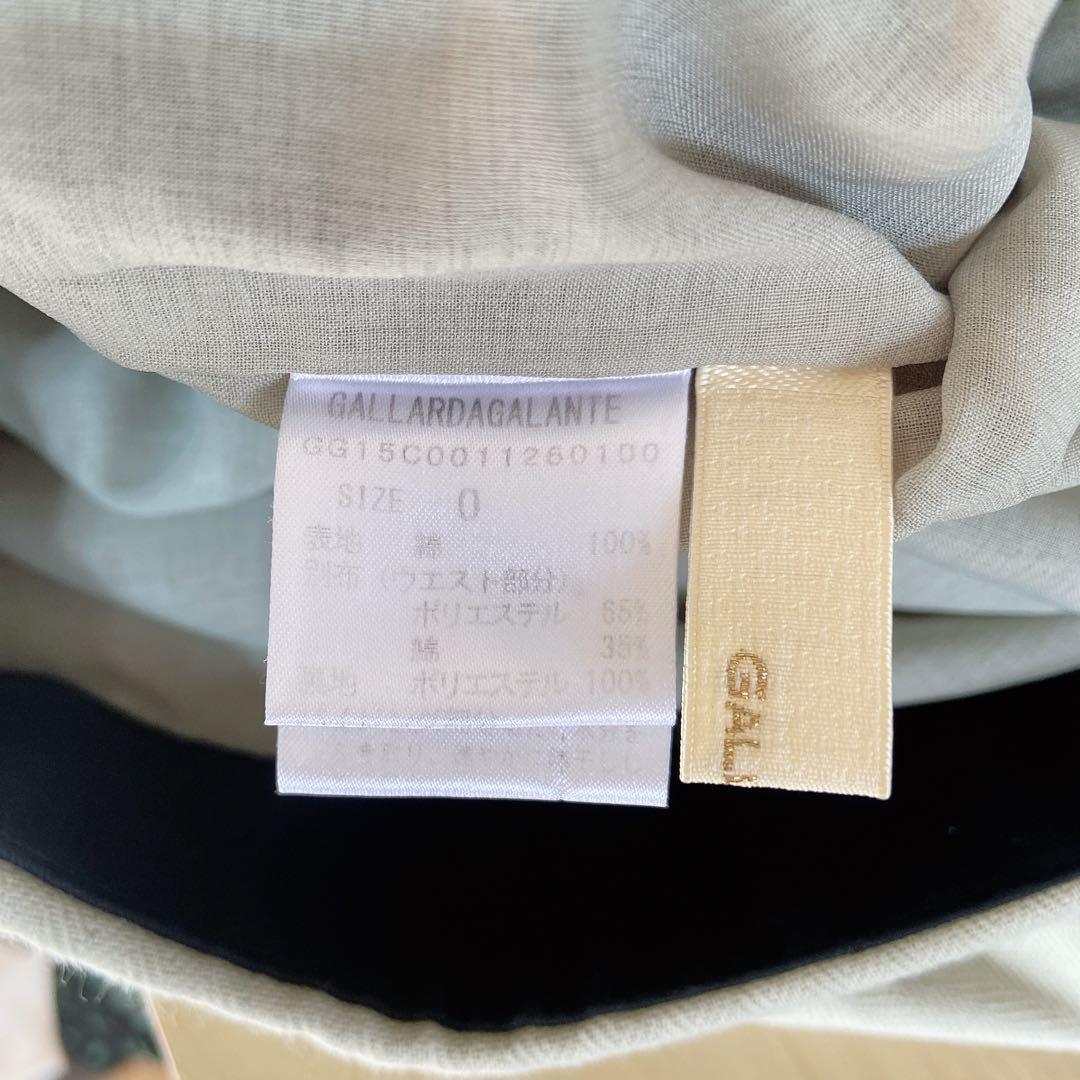 GALLARDAGALANTE
GG15C0011260100
SIZE 0
表地 綿 100%
別布(ウエスト部分)
ポリエステル 65%
綿 35%
裏地 ポリエステル 100%
GAL